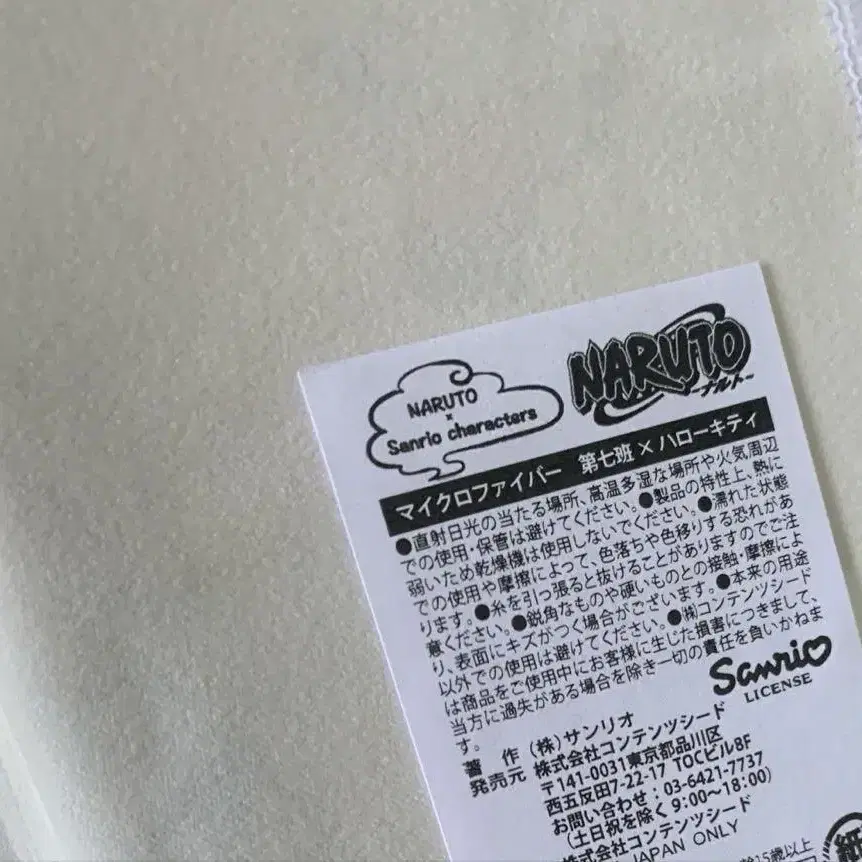 NARUTO
×
Sanrio characters
NARUTO
-ナルト-
マイクロファイバー 第七班×ハローキティ
●直射日光の当たる場所、高温多湿な場所や火気周辺
での使用・保管は避けてください。●製品の特性上、熱に
弱いため乾燥機は使用しないでください。●濡れた状態
での使用や摩擦によって、色落ちや色移りする恐れがあ
ります。●糸を引っ張ると抜けることがありますのでご注
意ください。●鋭角なものや硬いものとの接触・摩擦によ
り、表面にキズがつく場合がございます。●本来の用途
以外での使用は避けてください。●㈱コンテンツシード
は商品をご使用中にお客様に生じた損害につきまして、
当方に過失がある場合を除き一切の責任を負いかねま
す。
Sanrio
LICENSE
著 作 (株)サンリオ
発売元 株式会社コンテンツシード
〒141-0031東京都品川区
西五反田7-22-17 TOCビル8F
お問い合わせ:03-6421-7737
(土日祝を除く9:00~18:00)
株式会社コンテンツシード
JAPAN ONLY
15歳以上
紙